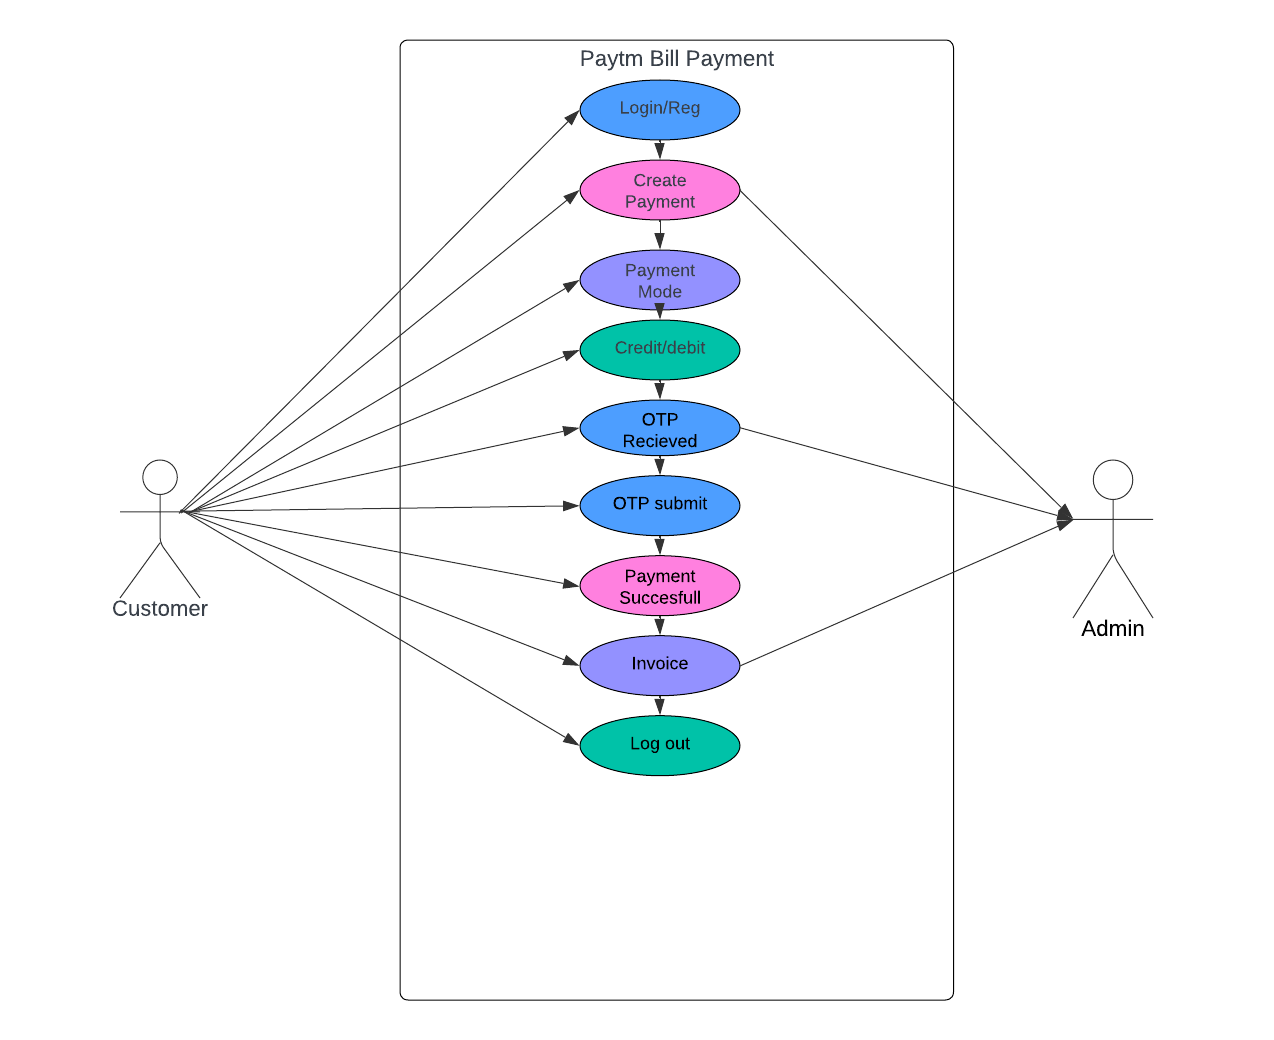 Paytm Bill Payment
Login/Reg
Create
Payment
Payment
Mode
Credit/debit
OTP
Recieved
OTP submit
Payment
Succesfull
Invoice
Log out
Customer
Admin